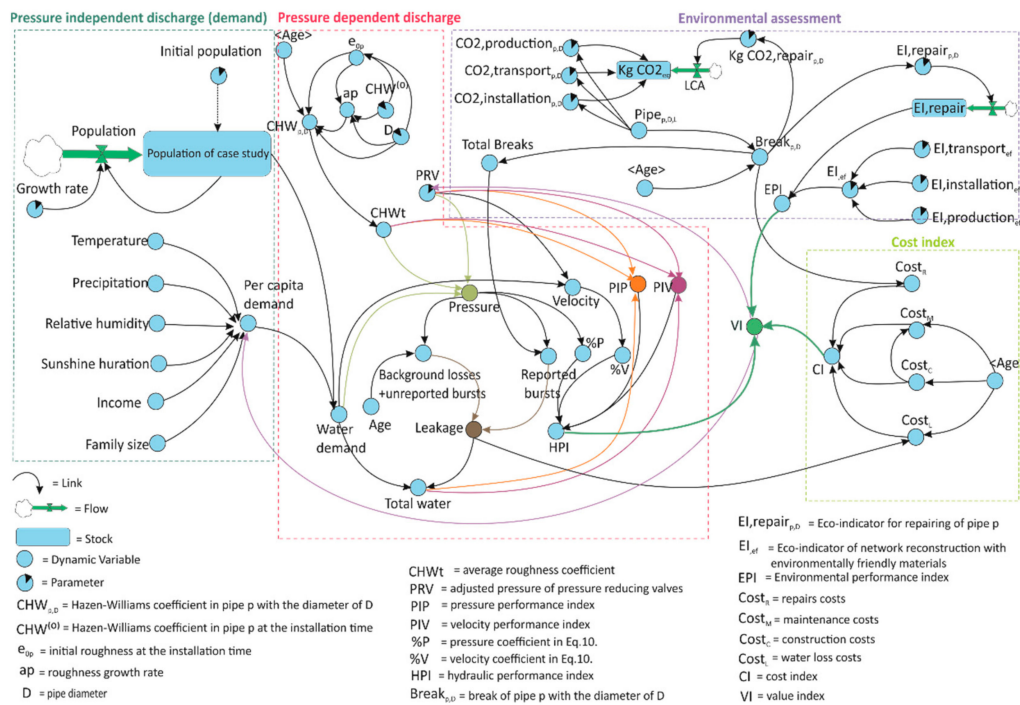 Pressure independent discharge (demand)
Pressure dependent discharge
Environmental assessment
Initial population
Population
Population of case study
Growth rate
Temperature
Precipitation
Relative humidity
Sunshine huration
Income
Family size
Per capita
demand
<Age>
e0p
ap
CHW(o)
D
CHWp,D
CHWt
PRV
Total Breaks
Pressure
Velocity
PIP
PIV
%P
%V
Background losses
+unreported bursts
Reported
bursts
Age
Leakage
Water
demand
HPI
Total water
CO2,productionp,D
CO2,transportp,D
CO2,installationp,D
Kg CO2
LCA
Kg CO2,repairp,D
Pipep,D,L
Breakp,D
<Age>
EI,repairp,D
EI,repair
EI,transportef
EI,installationef
EI,productionef
EI,ef
EPI
VI
Cost index
CostR
CostM
CostC
CostL
<Age
CI
= Link
= Flow
= Stock
= Dynamic Variable
= Parameter
CHWp,D = Hazen-Williams coefficient in pipe p with the diameter of D
CHW(o) = Hazen-Williams coefficient in pipe p at the installation time
e0p = initial roughness at the installation time
ap = roughness growth rate
D = pipe diameter
CHWt = average roughness coefficient
PRV = adjusted pressure of pressure reducing valves
PIP = pressure performance index
PIV = velocity performance index
%P = pressure coefficient in Eq.10.
%V = velocity coefficient in Eq.10.
HPI = hydraulic performance index
Breakp,D = break of pipe p with the diameter of D
EI,repairp,D = Eco-indicator for repairing of pipe p
EI,ef = Eco-indicator of network reconstruction with
environmentally friendly materials
EPI = Environmental performance index
CostR = repairs costs
CostM = maintenance costs
CostC = construction costs
CostL = water loss costs
CI = cost index
VI = value index